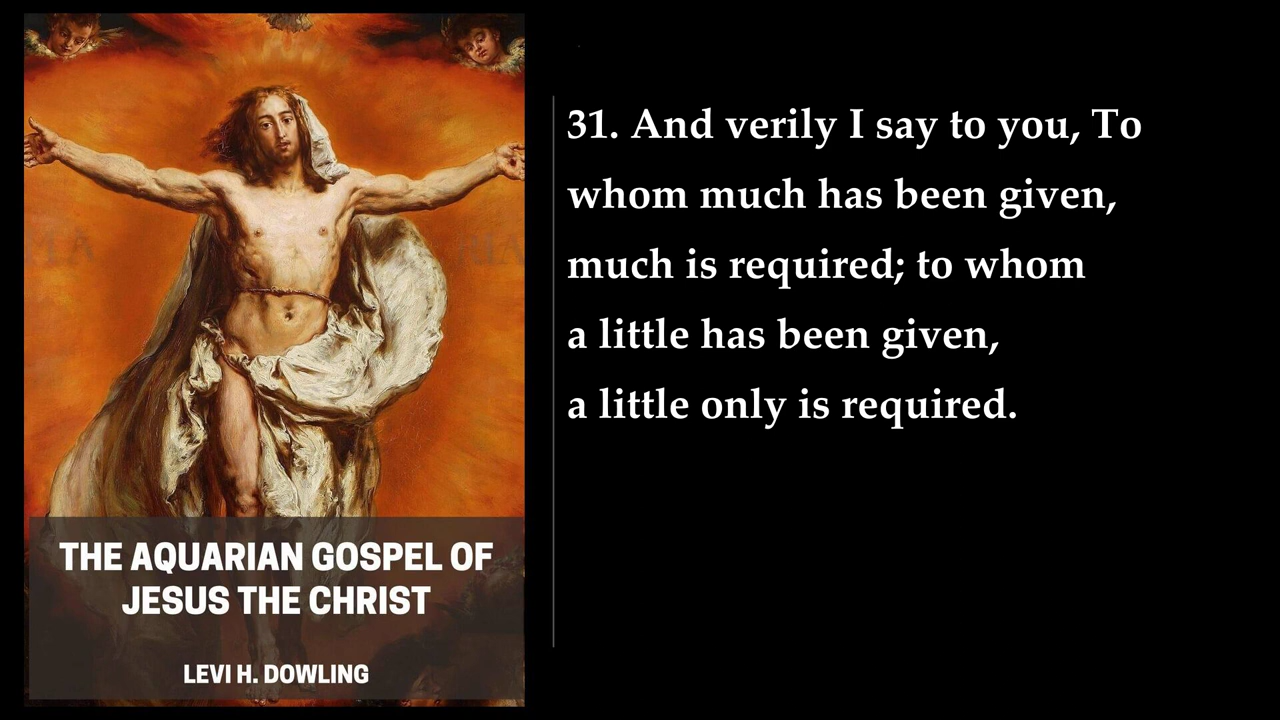 31. And verily I say to you, To
whom much has been given,
much is required; to whom
a little has been given,
a little only is required.
THE AQUARIAN GOSPEL OF
JESUS THE CHRIST
LEVI H. DOWLING